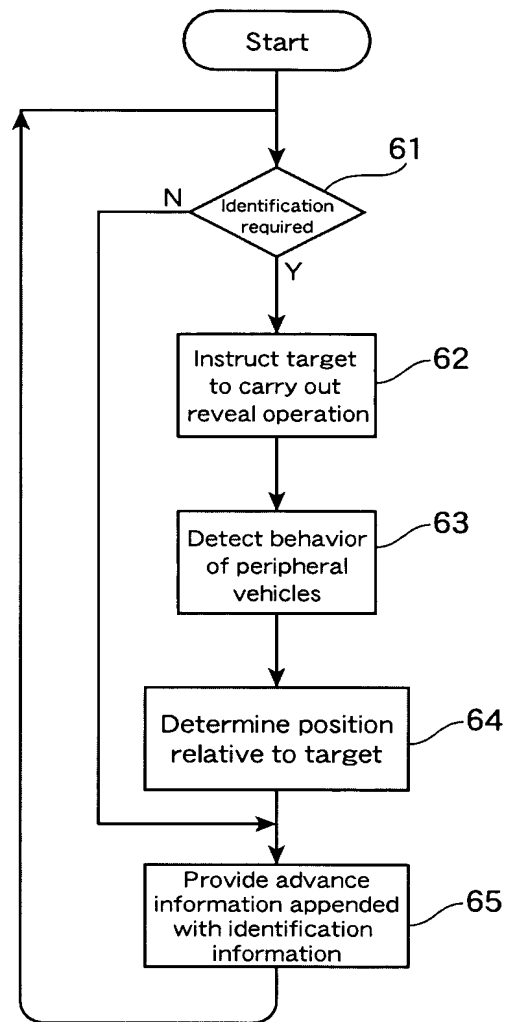 Start
61
N
Identification
required
Y
Instruct target
to carry out
reveal operation
62
Detect behavior
of peripheral
vehicles
63
Determine position
relative to target
64
Provide advance
information appended
with identification
information
65